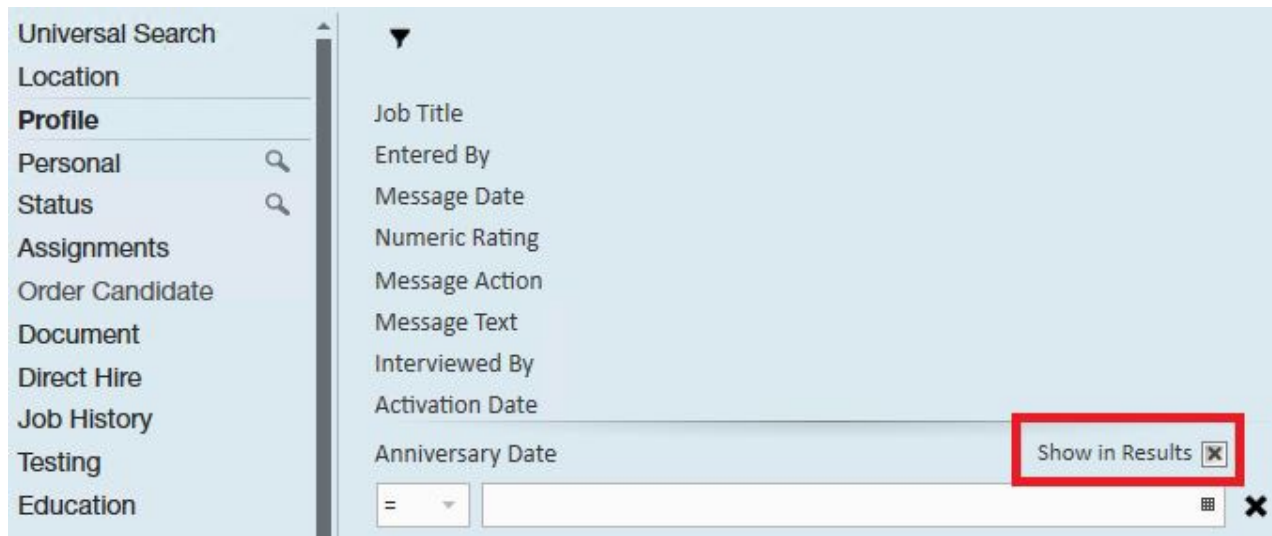 Universal Search
Location
Profile
Personal
Status
Assignments
Order Candidate
Document
Direct Hire
Job History
Testing
Education
Job Title
Entered By
Message Date
Numeric Rating
Message Action
Message Text
Interviewed By
Activation Date
Anniversary Date
Show in Results
=